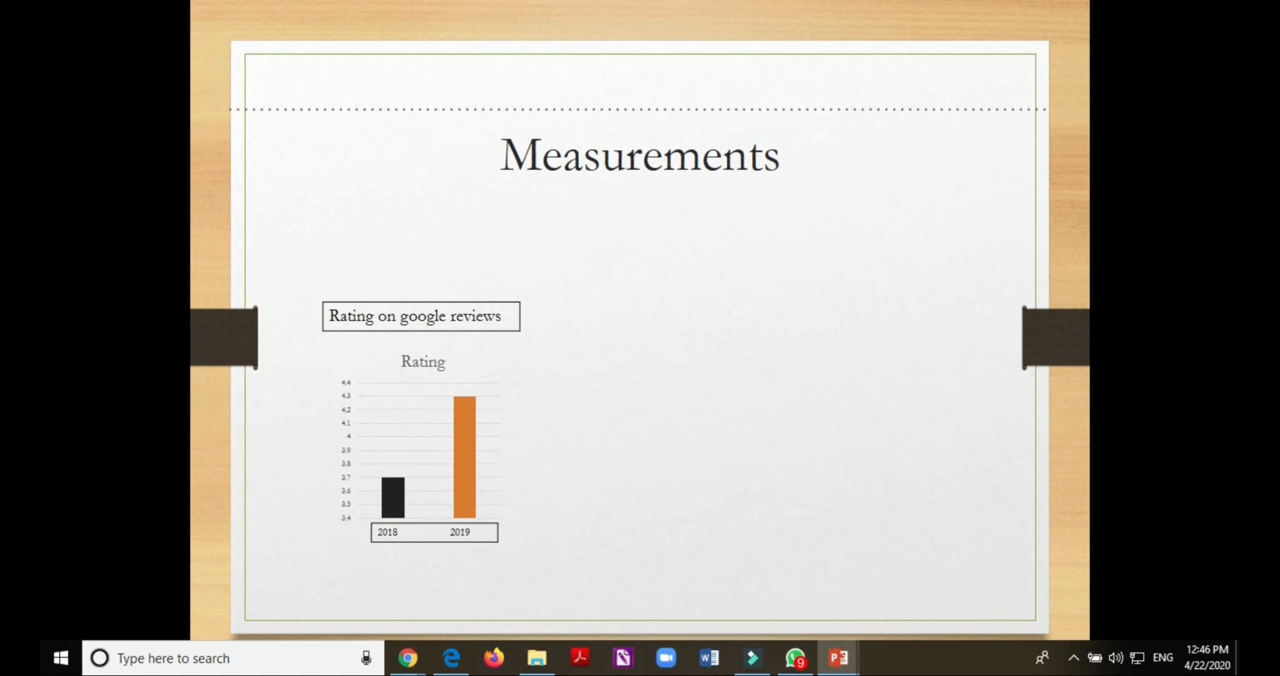 Measurements
Rating on google reviews
Rating
4.4
4.3
4.2
4.1
4
3.9
3.8
3.7
3.6
3.5
3.4
2018 2019
Type here to search
9
ENG
12:46 PM
4/22/2020